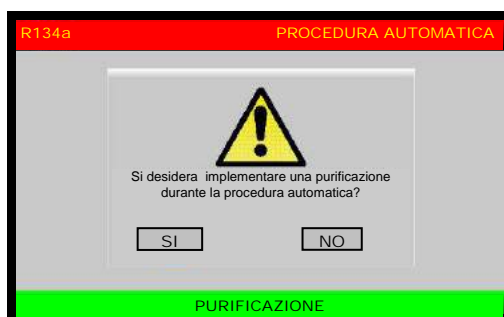 R134a PROCEDURA AUTOMATICA
Si desidera implementare una purificazione
durante la procedura automatica?
SI NO
PURIFICAZIONE